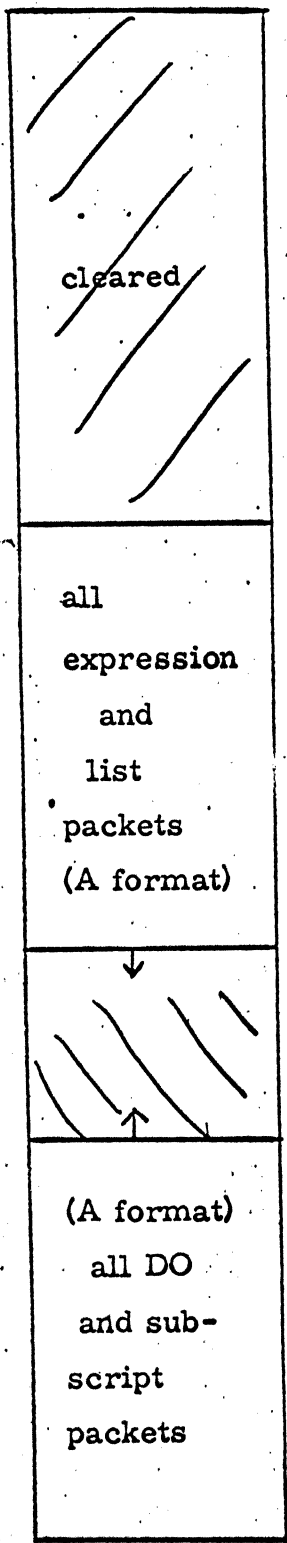 cleared
all
expression
and
list
packets
(A format)
(A format)
all DO
and sub-
script
packets